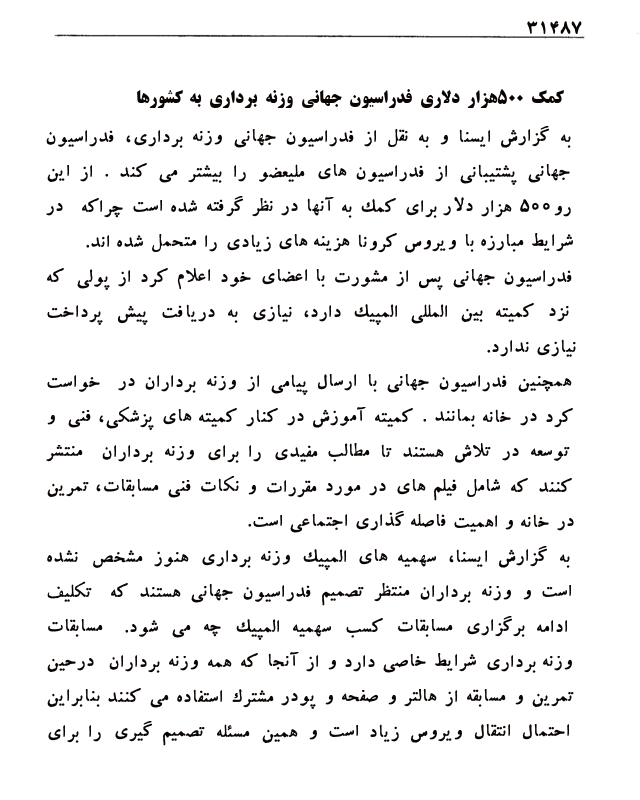 ۳۱۴۸۷
کمک ۵۰۰هزار دلاری فدراسیون جهانی وزنه برداری به کشورها
به گزارش ایسنا و به نقل از فدراسیون جهانی وزنه برداری، فدراسیون
جهانی پشتیبانی از فدراسیون های ملیعضو را بیشتر می کند . از این
رو۵۰۰ هزار دلار برای کمك به آنها در نظر گرفته شده است چراکه در
شرایط مبارزه با ویروس کرونا هزینه های زیادی را متحمل شده اند.
فدراسیون جهانی پس از مشورت با اعضای خود اعلام کرد از پولی که
نزد کمیته بین المللی المپیك دارد، نیازی به دریافت پیش پرداخت
نیازی ندارد.
همچنین فدراسیون جهانی با ارسال پیامی از وزنه برداران در خواست
کرد در خانه بمانند . کمیته آموزش در کنار کمیته های پزشکی، فنی و
توسعه در تلاش هستند تا مطالب مفیدی را برای وزنه برداران منتشر
کنند که شامل فیلم های در مورد مقررات و نکات فنی مسابقات، تمرین
در خانه و اهمیت فاصله گذاری اجتماعی است.
به گزارش ایسنا، سهمیه های المپیك وزنه برداری هنوز مشخص نشده
است و وزنه برداران منتظر تصمیم فدراسیون جهانی هستند که تکلیف
ادامه برگزاری مسابقات کسب سهمیه المپیك چه می شود. مسابقات
وزنه برداری شرایط خاصی دارد و از آنجا که همه وزنه برداران درحین
تمرین و مسابقه از هالتر و صفحه و پودر مشترك استفاده می کنند بنابراین
احتمال انتقال ویروس زیاد است و همین مسئله تصمیم گیری را برای